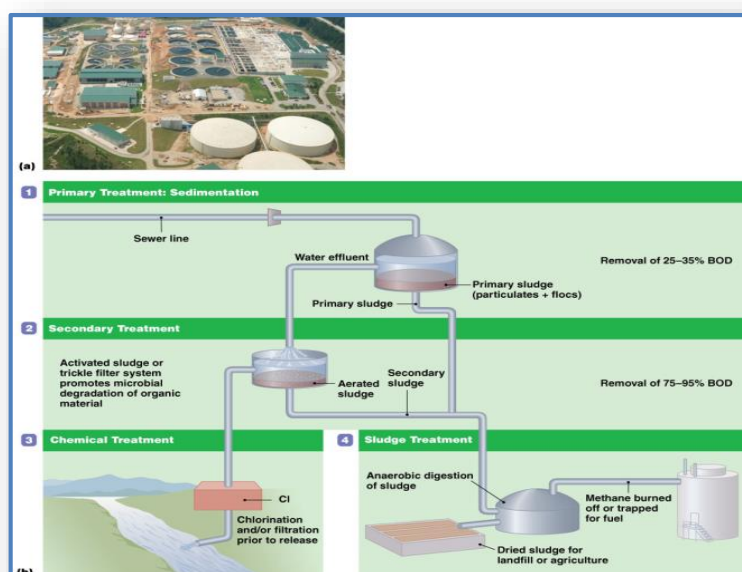 (a)
1 Primary Treatment: Sedimentation
Sewer line
Water effluent
Removal of 25–35% BOD
Primary sludge
(particulates + flocs)
Primary sludge
2 Secondary Treatment
Activated sludge or
trickle filter system
promotes microbial
degradation of organic
material
Aerated
sludge
Secondary
sludge
Removal of 75–95% BOD
3 Chemical Treatment
Cl
Chlorination
and/or filtration
prior to release
4 Sludge Treatment
Anaerobic digestion
of sludge
Methane burned
off or trapped
for fuel
Dried sludge for
landfill or agriculture
(b)